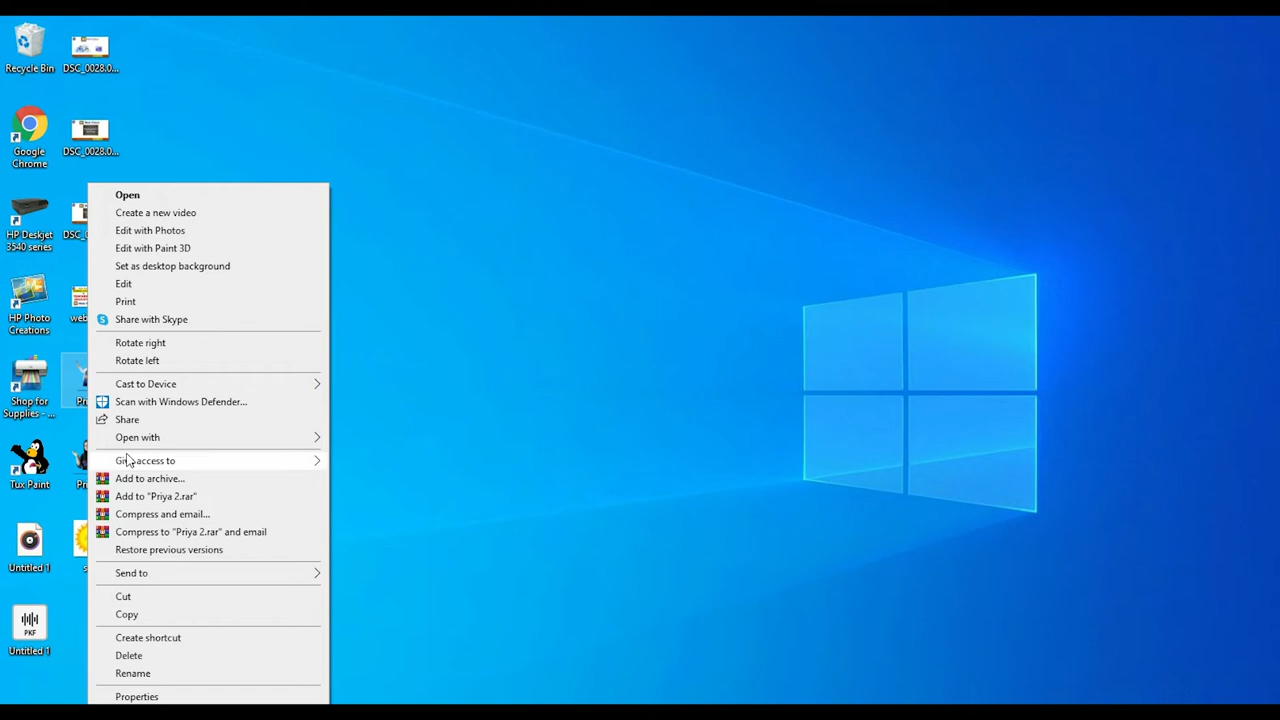 Recycle Bin
DSC_0028.0...
Google
Chrome
DSC_0028.0...
HP Deskjet
3540 series
HP Photo
Creations
Shop for
Supplies - ...
Tux Paint
Untitled 1
PKF
Untitled 1
Open
Create a new video
Edit with Photos
Edit with Paint 3D
Set as desktop background
Edit
Print
Share with Skype
Rotate right
Rotate left
Cast to Device
Scan with Windows Defender...
Share
Open with
access to
Add to archive...
Add to "Priya 2.rar"
Compress and email...
Compress to "Priya 2.rar" and email
Restore previous versions
Send to
Cut
Copy
Create shortcut
Delete
Rename
Properties